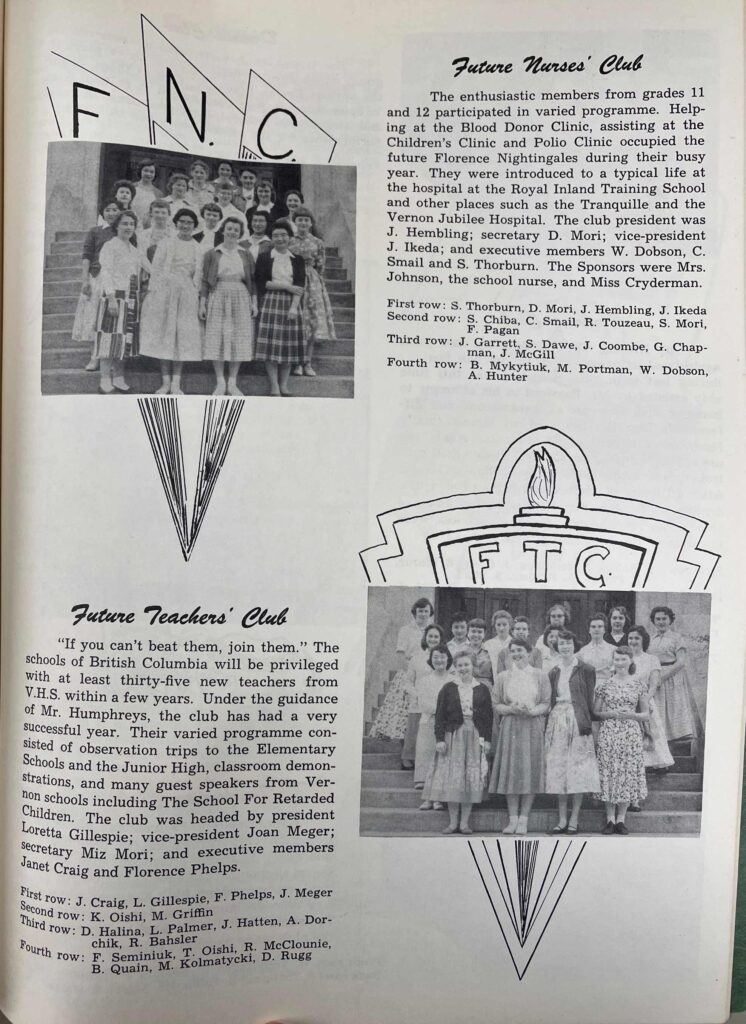 F. N. C.
Future Nurses' Club
The enthusiastic members from grades 11
and 12 participated in varied programme. Help-
ing at the Blood Donor Clinic, assisting at the
Children's Clinic and Polio Clinic occupied the
future Florence Nightingales during their busy
year. They were introduced to a typical life at
the hospital at the Royal Inland Training School
and other places such as the Tranquille and the
Vernon Jubilee Hospital. The club president was
J. Hembling; secretary D. Mori; vice-president
J. Ikeda; and executive members W. Dobson, C.
Smail and S. Thorburn. The Sponsors were Mrs.
Johnson, the school nurse, and Miss Cryderman.
First row: S. Thorburn, D. Mori, J. Hembling, J. Ikeda
Second row: S. Chiba, C. Smail, R. Touzeau, S. Mori,
F. Pagan
Third row: J. Garrett, S. Dawe, J. Coombe, G. Chap-
man, J. McGill
Fourth row: B. Mykytiuk, M. Portman, W. Dobson,
A. Hunter
F T C.
Future Teachers' Club
"If you can't beat them, join them." The
schools of British Columbia will be privileged
with at least thirty-five new teachers from
V.H.S. within a few years. Under the guidance
of Mr. Humphreys, the club has had a very
successful year. Their varied programme con-
sisted of observation trips to the Elementary
Schools and the Junior High, classroom demon-
strations, and many guest speakers from Ver-
non schools including The School For Retarded
Children. The club was headed by president
Loretta Gillespie; vice-president Joan Meger;
secretary Miz Mori; and executive members
Janet Craig and Florence Phelps.
First row: J. Craig, L. Gillespie, F. Phelps, J. Meger
Second row: K. Oishi, M. Griffin
Third row: D. Halina, L. Palmer, J. Hatten, A. Dor-
chik, R. Bahsler
Fourth row: F. Seminiuk, T. Oishi, R. McClounie,
B. Quain, M. Kolmatycki, D. Rugg